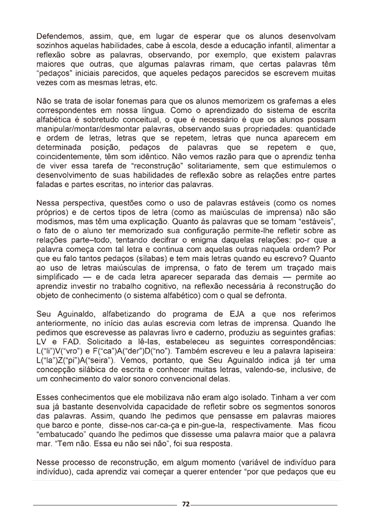 Defendemos, assim, que, em lugar de esperar que os alunos desenvolvam
sozinhos aquelas habilidades, cabe à escola, desde a educação infantil, alimentar a
reflexão sobre as palavras, observando, por exemplo, que existem palavras
maiores que outras, que algumas palavras rimam, que certas palavras têm
"pedaços" iniciais parecidos, que aqueles pedaços parecidos se escrevem muitas
vezes com as mesmas letras, etc.
Não se trata de isolar fonemas para que os alunos memorizem os grafemas a eles
correspondentes em nossa língua. Como o aprendizado do sistema de escrita
alfabética é sobretudo conceitual, o que é necessário é que os alunos possam
manipular/montar/desmontar palavras, observando suas propriedades: quantidade
e ordem de letras, letras que se repetem, letras que nunca aparecem em
determinada posição, pedaços de palavras que se repetem e que,
coincidentemente, têm som idêntico. Não vemos razão para que o aprendiz tenha
de viver essa tarefa de "reconstrução" solitariamente, sem que estimulemos o
desenvolvimento de suas habilidades de reflexão sobre as relações entre partes
faladas e partes escritas, no interior das palavras.
Nessa perspectiva, questões como o uso de palavras estáveis (como os nomes
próprios) e de certos tipos de letra (como as maiúsculas de imprensa) não são
modismos, mas têm uma explicação. Quanto às palavras que se tornam "estáveis",
o fato de o aluno ter memorizado sua configuração permite-lhe refletir sobre as
relações parte–todo, tentando decifrar o enigma daquelas relações: po-r que a
palavra começa com tal letra e continua com aquelas outras naquela ordem? Por
que eu falo tantos pedaços (sílabas) e tem mais letras quando eu escrevo? Quanto
ao uso de letras maiúsculas de imprensa, o fato de terem um traçado mais
simplificado — e de cada letra aparecer separada das demais — permite ao
aprendiz investir no trabalho cognitivo, na reflexão necessária à reconstrução do
objeto de conhecimento (o sistema alfabético) com o qual se defronta.
Seu Aguinaldo, alfabetizando do programa de EJA a que nos referimos
anteriormente, no início das aulas escrevia com letras de imprensa. Quando lhe
pedimos que escrevesse as palavras livro e caderno, produziu as seguintes grafias:
LV e FAD. Solicitado a lê-las, estabeleceu as seguintes correspondências:
L("li")V("vro") e F("ca")A("der")D("no"). Também escreveu e leu a palavra lapiseira:
L("la")Z("pi")A("seira"). Vemos, portanto, que Seu Aguinaldo indica já ter uma
concepção silábica de escrita e conhecer muitas letras, valendo-se, inclusive, de
um conhecimento do valor sonoro convencional delas.
Esses conhecimentos que ele mobilizava não eram algo isolado. Tinham a ver com
sua já bastante desenvolvida capacidade de refletir sobre os segmentos sonoros
das palavras. Assim, quando lhe pedimos que pensasse em palavras maiores
que barco e ponte, disse-nos car-ca-ça e pin-gue-la, respectivamente. Mas ficou
"embatucado" quando lhe pedimos que dissesse uma palavra maior que a palavra
mar. "Tem não. Essa eu não sei não", foi sua resposta.
Nesse processo de reconstrução, em algum momento (variável de indivíduo para
indivíduo), cada aprendiz vai começar a querer entender "por que pedaços que eu
72